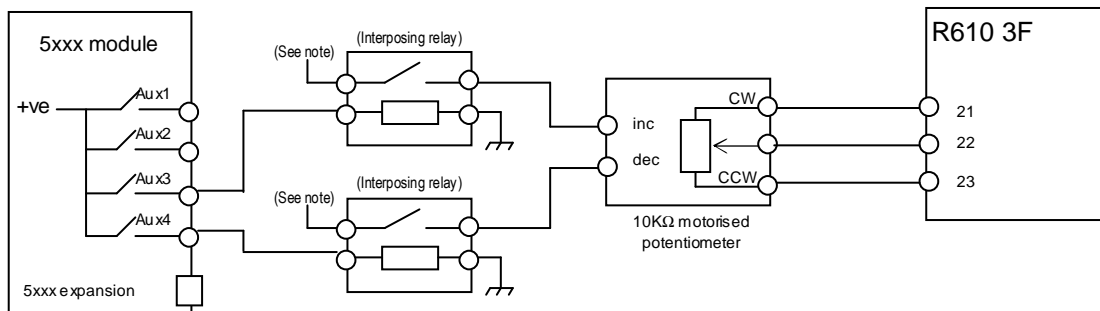 5xxx module
+ve
Aux1
Aux2
Aux3
Aux4
5xxx expansion
(See note)
(Interposing relay)
(See note)
(Interposing relay)
inc
dec
CW
CCW
10KΩ motorised
potentiometer
R610 3F
21
22
23